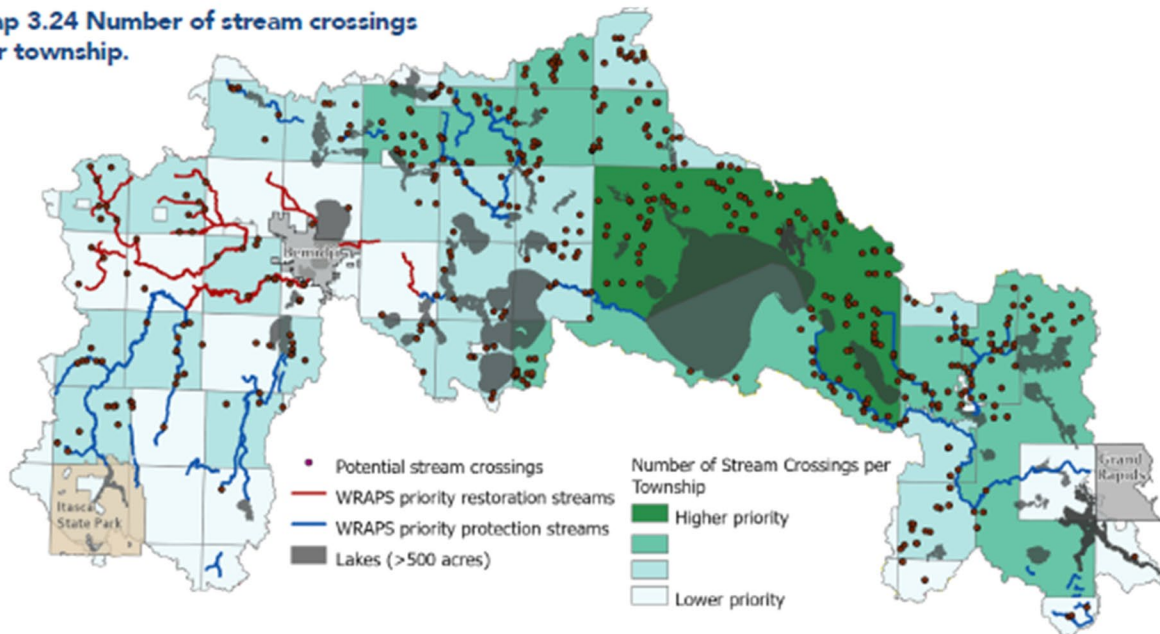 ap 3.24 Number of stream crossings
r township.
Bemidji
Potential stream crossings
WRAPS priority restoration streams
WRAPS priority protection streams
Lakes (>500 acres)
Number of Stream Crossings per
Township
Higher priority
Lower priority
Itasca
State Park
Grand
Rapids